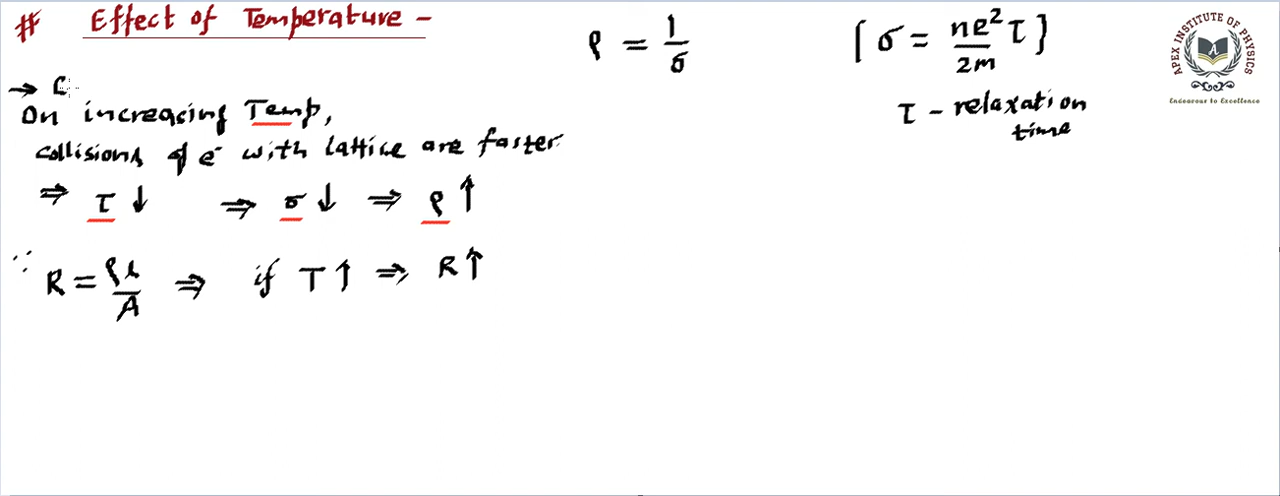 # Effect of Temperature -
ρ = 1/σ
[σ = ne²τ/2m}
τ - relaxation
time
→ C
On increasing Temp,
collisions of e⁻ with lattice are faster
⇒ τ↓ ⇒ σ↓ ⇒ ρ↑
∵ R = ρl/A ⇒ if T↑ ⇒ R↑
APEX INSTITUTE OF PHYSICS
A
Endeavour to Excellence